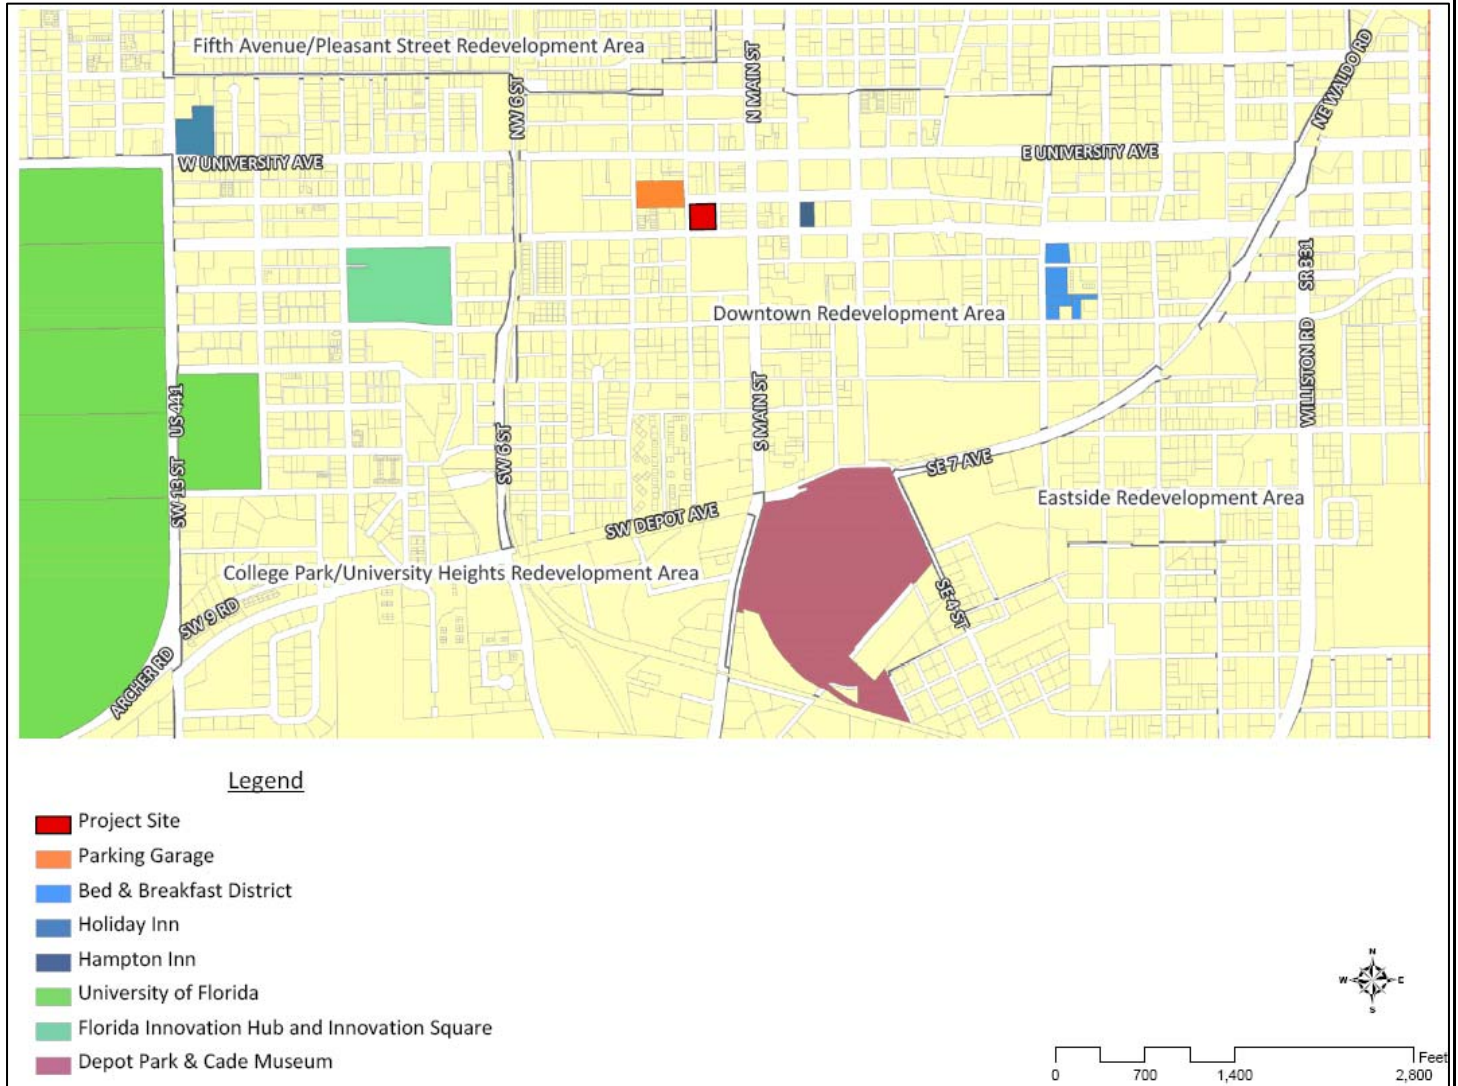 Fifth Avenue/Pleasant Street Redevelopment Area
N MAIN ST
NE WALDO RD
NW 6 ST
W UNIVERSITY AVE
E UNIVERSITY AVE
SR 331
Downtown Redevelopment Area
WILLISTON RD
US 441
S MAIN ST
SW 6 ST
SE 7 AVE
SW 13 ST
Eastside Redevelopment Area
SW DEPOT AVE
College Park/University Heights Redevelopment Area
SE 4 ST
SW 9 RD
ARCHER RD
Legend
Project Site
Parking Garage
Bed & Breakfast District
Holiday Inn
Hampton Inn
University of Florida
Florida Innovation Hub and Innovation Square
Depot Park & Cade Museum
N
W E
S
Feet
0 700 1,400 2,800